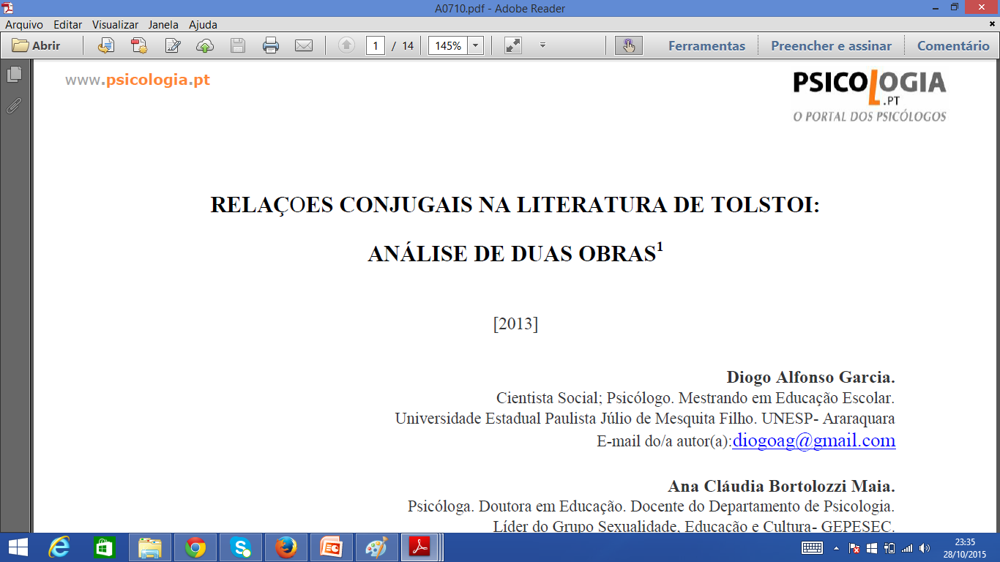 A0710.pdf - Adobe Reader
Arquivo Editar Visualizar Janela Ajuda
Abrir 1 / 14 145% Ferramentas Preencher e assinar Comentário
www.psicologia.pt
PSICOLOGIA
.PT
O PORTAL DOS PSICÓLOGOS
RELAÇOES CONJUGAIS NA LITERATURA DE TOLSTOI:
ANÁLISE DE DUAS OBRAS1
[2013]
Diogo Alfonso Garcia.
Cientista Social; Psicólogo. Mestrando em Educação Escolar.
Universidade Estadual Paulista Júlio de Mesquita Filho. UNESP- Araraquara
E-mail do/a autor(a):diogoag@gmail.com
Ana Cláudia Bortolozzi Maia.
Psicóloga. Doutora em Educação. Docente do Departamento de Psicologia.
Líder do Grupo Sexualidade, Educação e Cultura- GEPESEC.
23:35
28/10/2015